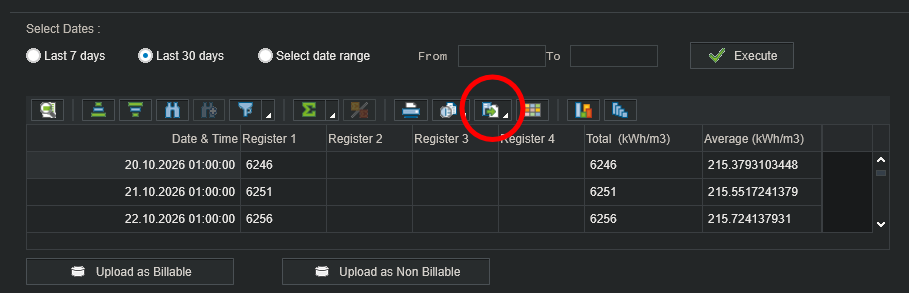 Select Dates :
Last 7 days Last 30 days Select date range From To Execute
Date & Time Register 1 Register 2 Register 3 Register 4 Total (kWh/m3) Average (kWh/m3)
20.10.2026 01:00:00 6246 6246 215.3793103448
21.10.2026 01:00:00 6251 6251 215.5517241379
22.10.2026 01:00:00 6256 6256 215.724137931
Upload as Billable Upload as Non Billable